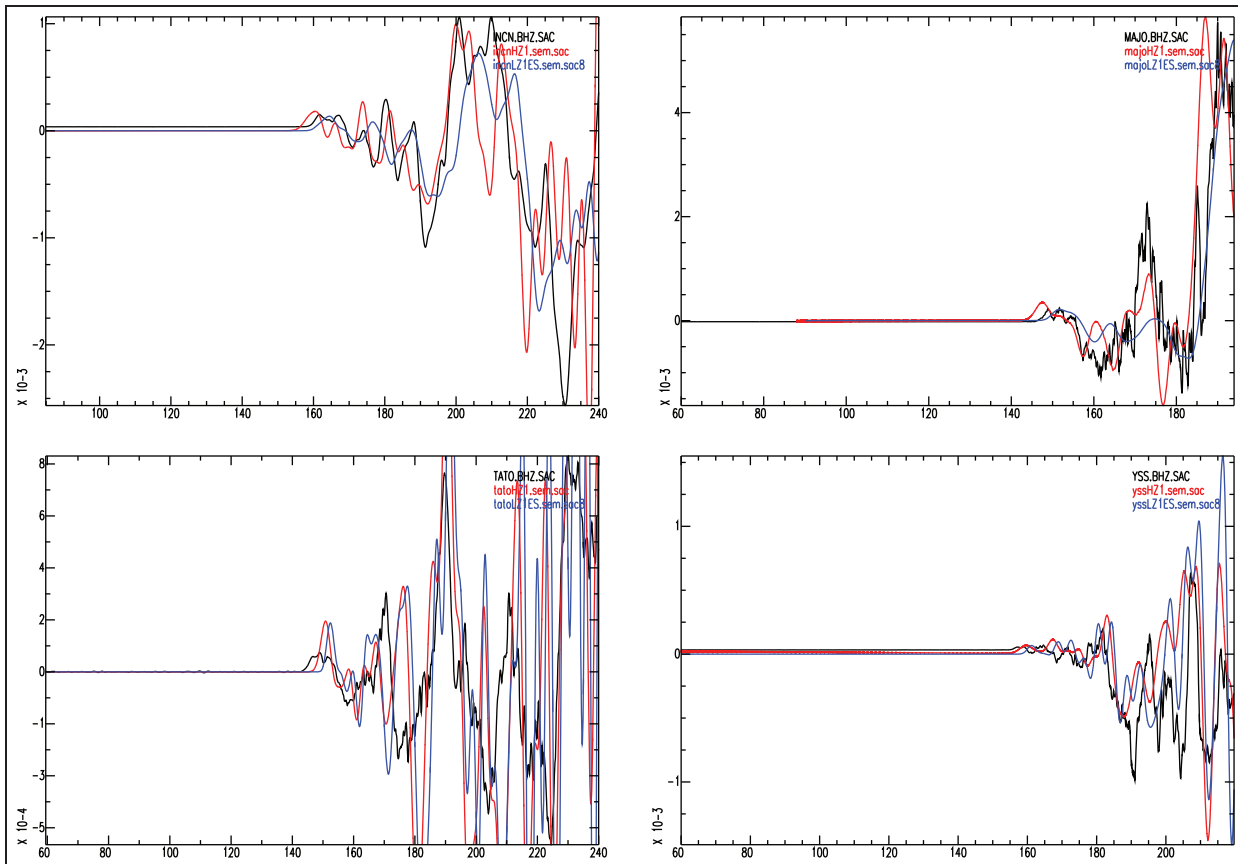 INCN.BHZ.SAC
incnHZ1.sem.sac
incnLZ1ES.sem.sac8
1
0
-1
-2
X 10-3
100 120 140 160 180 200 220 240
MAJO.BHZ.SAC
majoHZ1.sem.sac
majoLZ1ES.sem.sac8
4
2
0
X 10-3
60 80 100 120 140 160 180
TATO.BHZ.SAC
tatoHZ1.sem.sac
tatoLZ1ES.sem.sac8
8
6
4
2
0
-1
-3
-5
X 10-4
60 80 100 120 140 160 180 200 220 240
YSS.BHZ.SAC
yssHZ1.sem.sac
yssLZ1ES.sem.sac8
1
0
-1
X 10-3
60 80 100 120 140 160 180 200